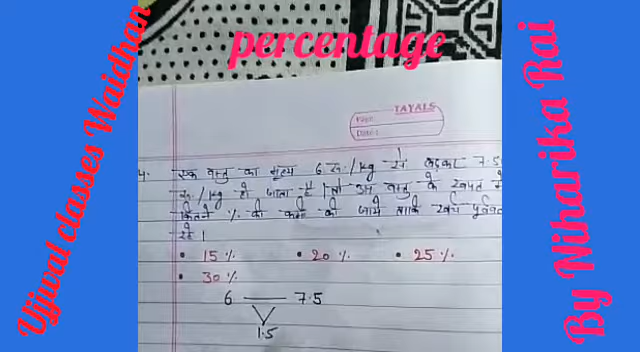 percentage
Ujjwal classes Waidhan
By Niharika Rai
TAYALS
Page:
Date:
4. एक वस्तु का मूल्य 6 रू./kg से बढ़कर 7.5
रू./kg हो जाता है। तो उस वस्तु के खपत में
कितने % की कमी की जाये ताकि खर्च पूर्ववत
रहे।
• 15% • 20% • 25%
• 30%
6 — 7.5
1.5